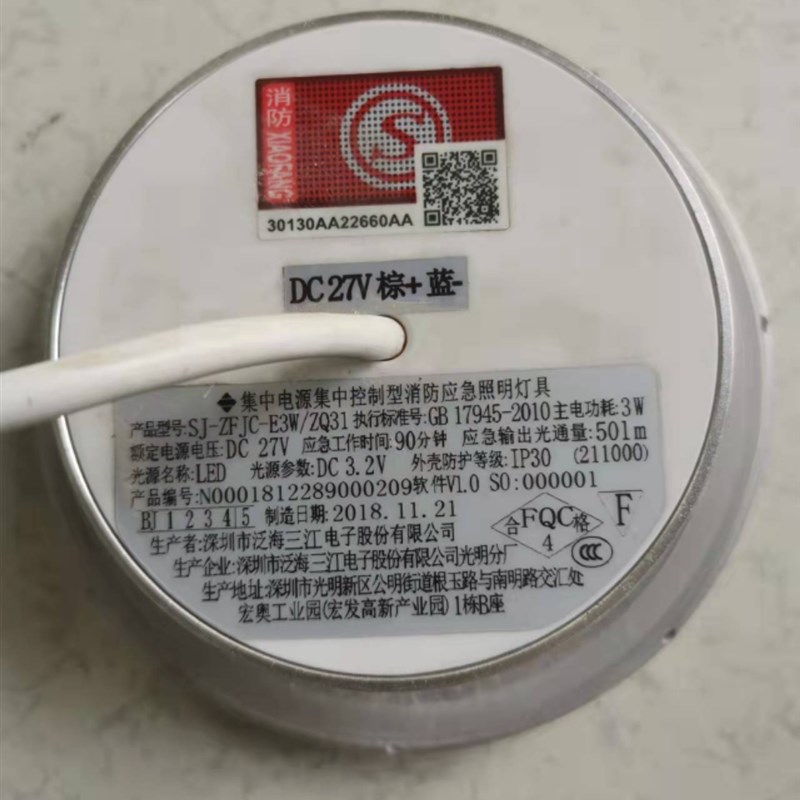 消防
XIAOFANG
S
30130AA22660AA
DC 27V 棕+ 蓝-
集中电源集中控制型消防应急照明灯具
产品型号:SJ-ZFJC-E3W/ZQ31 执行标准号:GB 17945-2010 主电功耗:3W
额定电源电压:DC 27V 应急工作时间:90分钟 应急输出光通量:50lm
光源名称:LED 光源参数:DC 3.2V 外壳防护等级:IP30 (211000)
产品编号:N0001812289000209 软件V1.0 SO:000001
BJ 1 2 3 4 5 制造日期:2018.11.21
合FQC格 4
F
CCC
生产者:深圳市泛海三江电子股份有限公司
生产企业:深圳市泛海三江电子股份有限公司光明分厂
生产地址:深圳市光明新区公明街道根玉路与南明路交汇处
宏奥工业园(宏发高新产业园)1栋B座